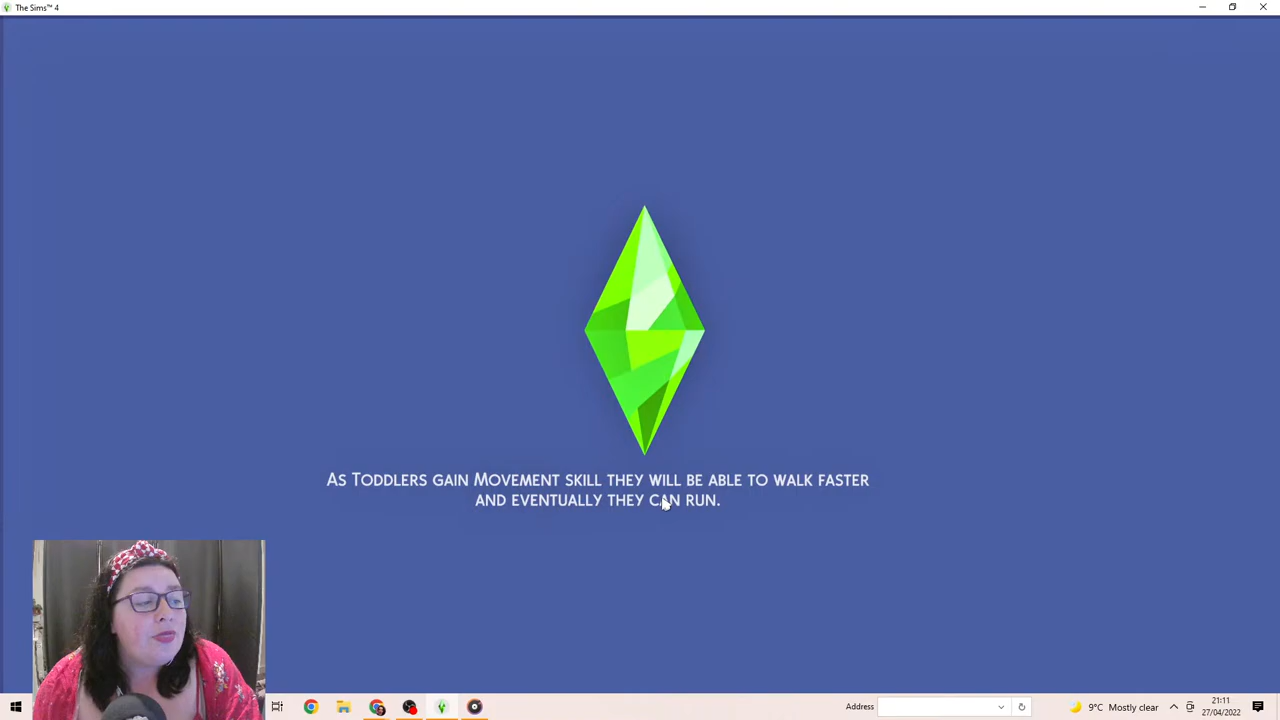 The Sims™ 4
As Toddlers gain Movement skill they will be able to walk faster
and eventually they can run.
Address
9°C Mostly clear
21:11
27/04/2022